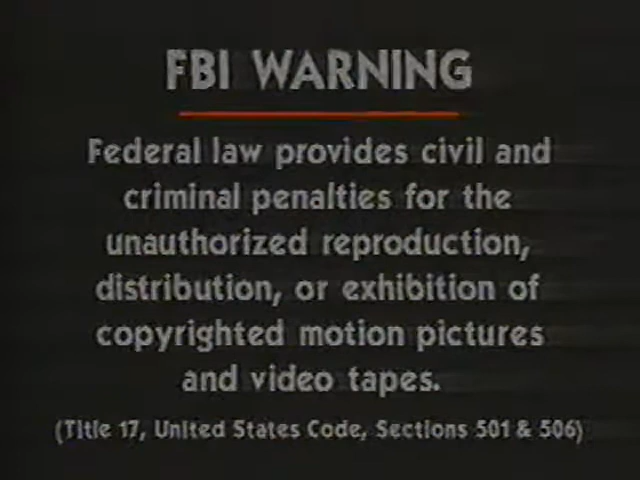 FBI WARNING
Federal law provides civil and
criminal penalties for the
unauthorized reproduction,
distribution, or exhibition of
copyrighted motion pictures
and video tapes.
(Title 17, United States Code, Sections 501 & 506)